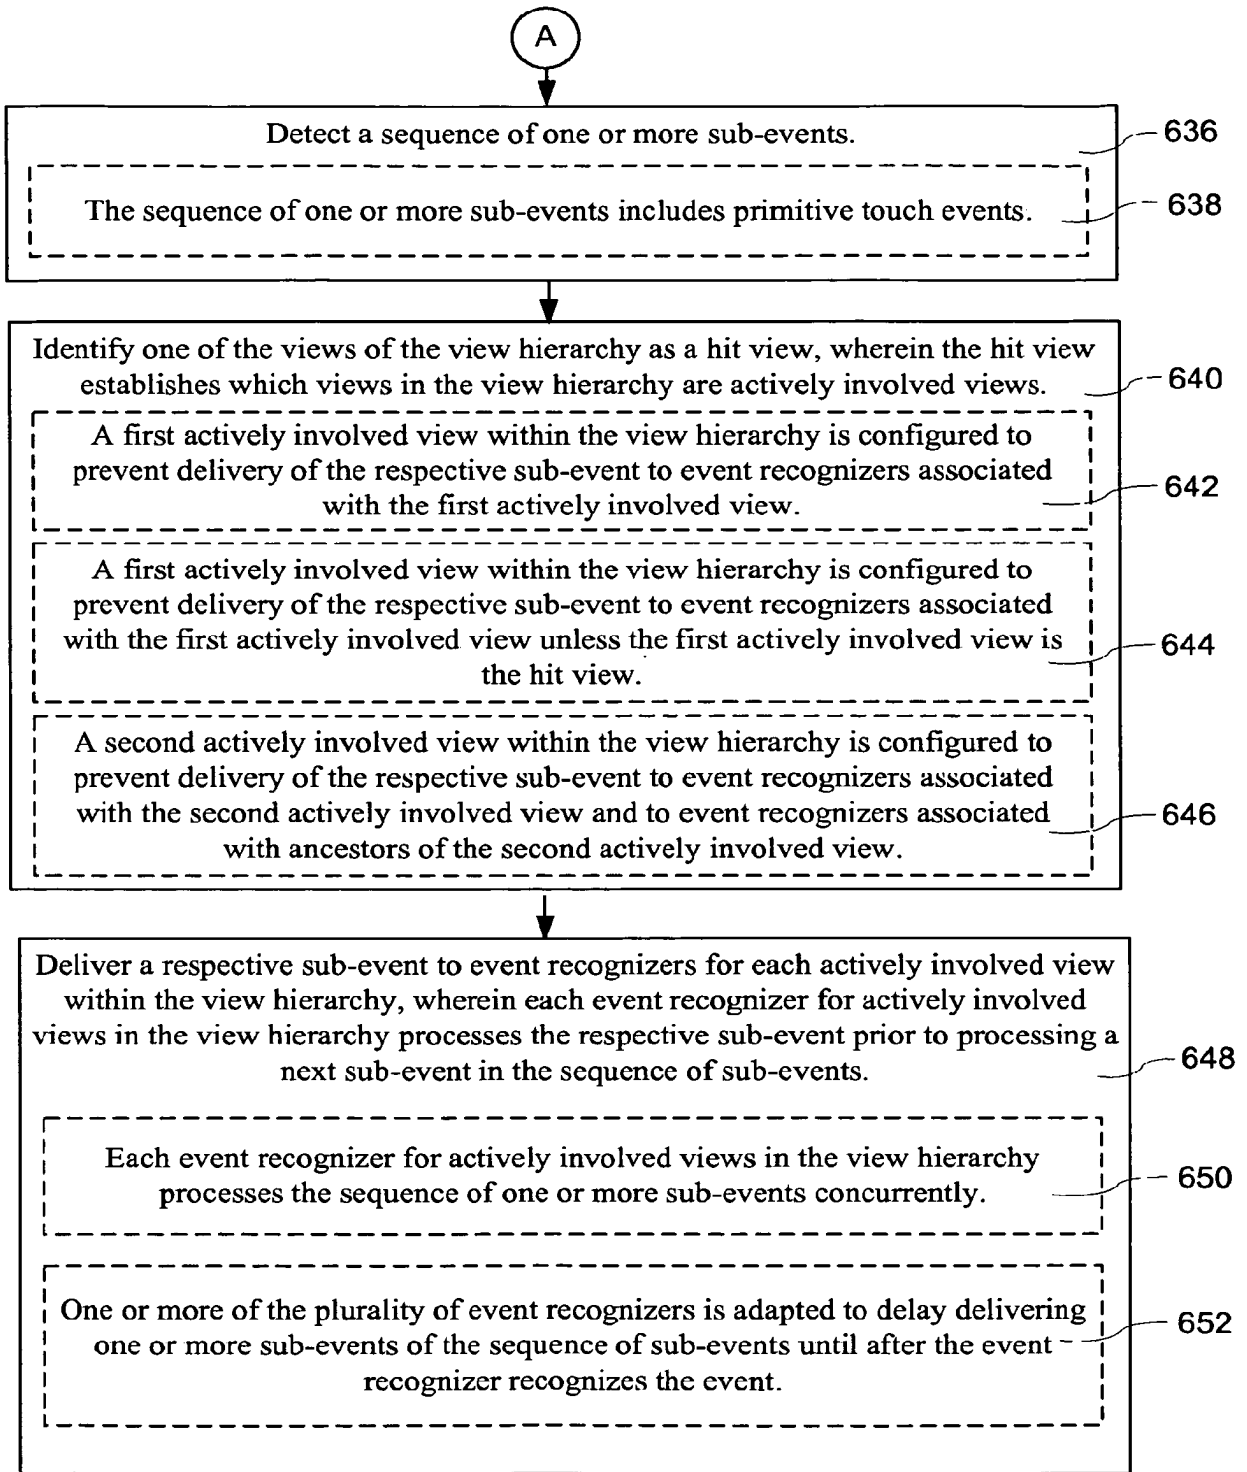 A
Detect a sequence of one or more sub-events.
636
The sequence of one or more sub-events includes primitive touch events.
638
Identify one of the views of the view hierarchy as a hit view, wherein the hit view
establishes which views in the view hierarchy are actively involved views.
640
A first actively involved view within the view hierarchy is configured to
prevent delivery of the respective sub-event to event recognizers associated
with the first actively involved view.
642
A first actively involved view within the view hierarchy is configured to
prevent delivery of the respective sub-event to event recognizers associated
with the first actively involved view unless the first actively involved view is
the hit view.
644
A second actively involved view within the view hierarchy is configured to
prevent delivery of the respective sub-event to event recognizers associated
with the second actively involved view and to event recognizers associated
with ancestors of the second actively involved view.
646
Deliver a respective sub-event to event recognizers for each actively involved view
within the view hierarchy, wherein each event recognizer for actively involved
views in the view hierarchy processes the respective sub-event prior to processing a
next sub-event in the sequence of sub-events.
648
Each event recognizer for actively involved views in the view hierarchy
processes the sequence of one or more sub-events concurrently.
650
One or more of the plurality of event recognizers is adapted to delay delivering
one or more sub-events of the sequence of sub-events until after the event
recognizer recognizes the event.
652